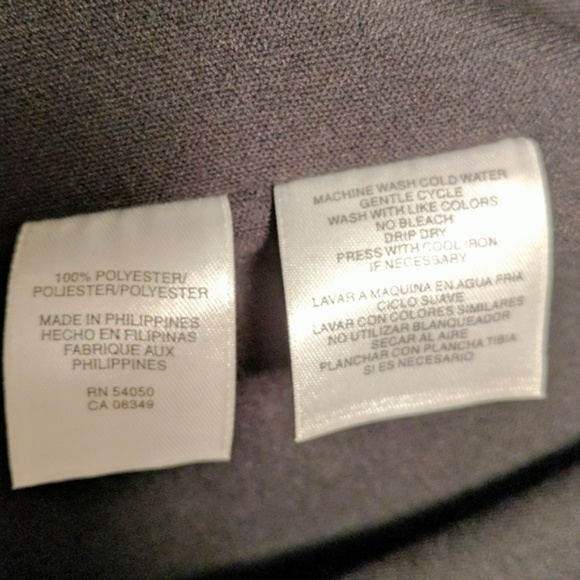 100% POLYESTER/
POLIESTER/POLYESTER
MADE IN PHILIPPINES
HECHO EN FILIPINAS
FABRIQUE AUX
PHILIPPINES
RN 54050
CA 08349
MACHINE WASH COLD WATER
GENTLE CYCLE
WASH WITH LIKE COLORS
NO BLEACH
DRIP DRY
PRESS WITH COOL IRON
IF NECESSARY
LAVAR A MAQUINA EN AGUA FRIA
CICLO SUAVE
LAVAR CON COLORES SIMILARES
NO UTILIZAR BLANQUEADOR
SECAR AL AIRE
PLANCHAR CON PLANCHA TIBIA
SI ES NECESARIO